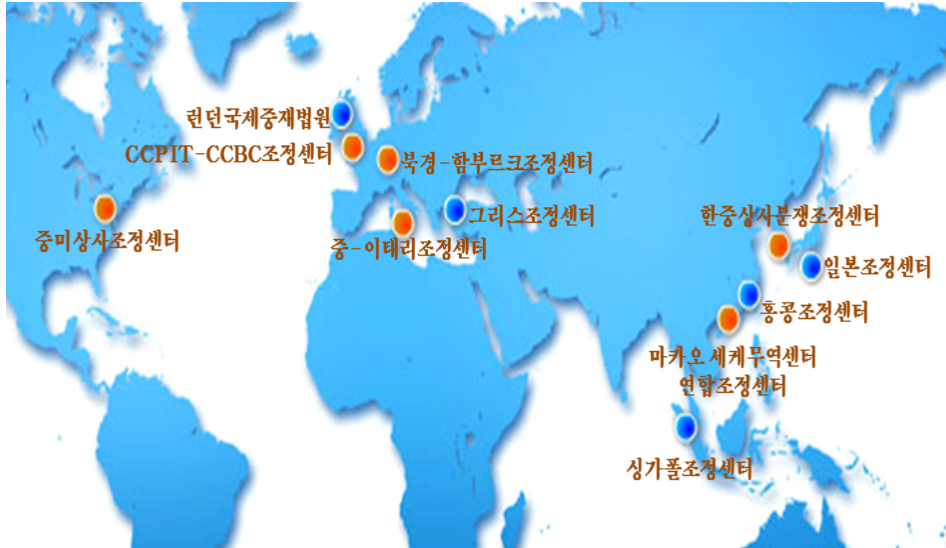 런던국제중재법원
CCPIT-CCBC조정센터
북경-함부르크조정센터
그리스조정센터
중미상사조정센터
중-이태리조정센터
한중상사분쟁조정센터
일본조정센터
홍콩조정센터
마카오 세계무역센터
연합조정센터
싱가폴조정센터